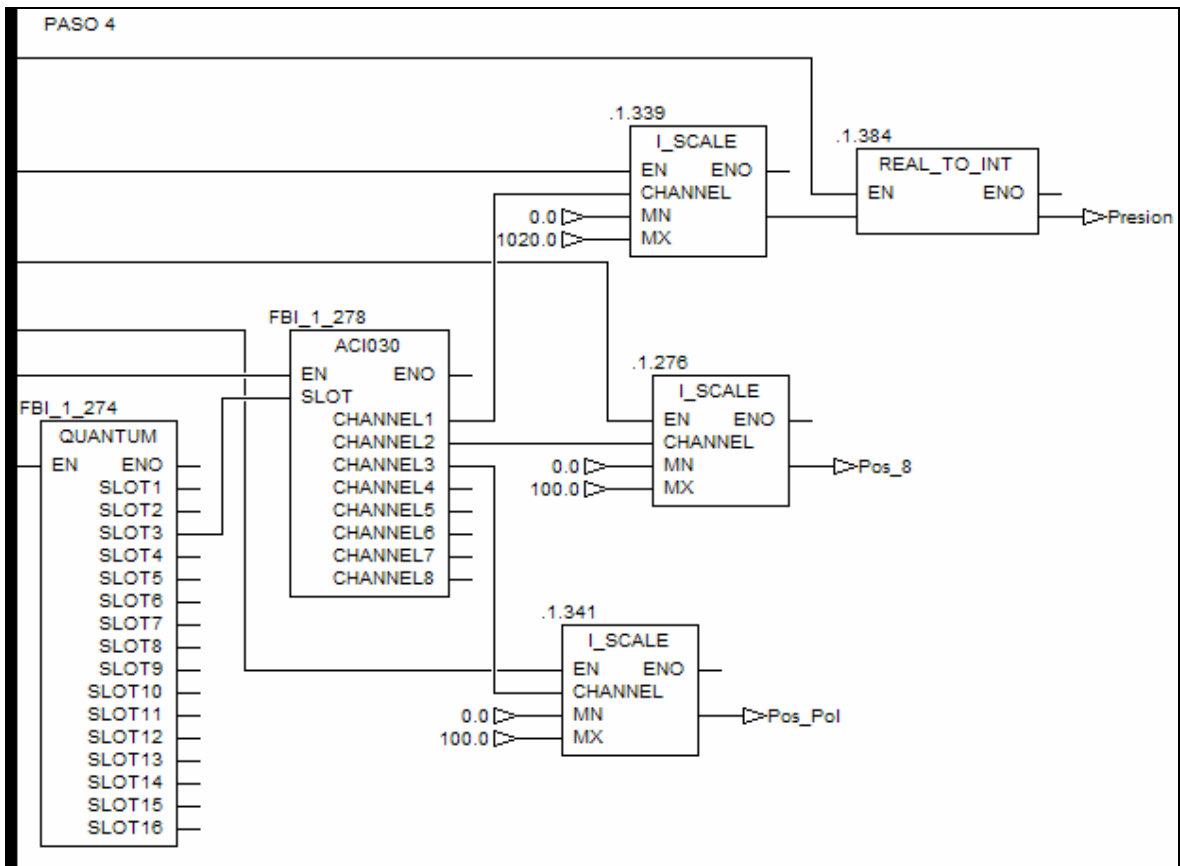 PASO 4
.1.339
I_SCALE
EN ENO
CHANNEL
0.0 MN
1020.0 MX
.1.384
REAL_TO_INT
EN ENO
Presion
FBI_1_278
ACI030
EN ENO
SLOT
CHANNEL1
CHANNEL2
CHANNEL3
CHANNEL4
CHANNEL5
CHANNEL6
CHANNEL7
CHANNEL8
.1.276
I_SCALE
EN ENO
CHANNEL
0.0 MN
Pos_8
100.0 MX
FBI_1_274
QUANTUM
EN ENO
SLOT1
SLOT2
SLOT3
SLOT4
SLOT5
SLOT6
SLOT7
SLOT8
SLOT9
SLOT10
SLOT11
SLOT12
SLOT13
SLOT14
SLOT15
SLOT16
.1.341
I_SCALE
EN ENO
CHANNEL
0.0 MN
Pos_Pol
100.0 MX